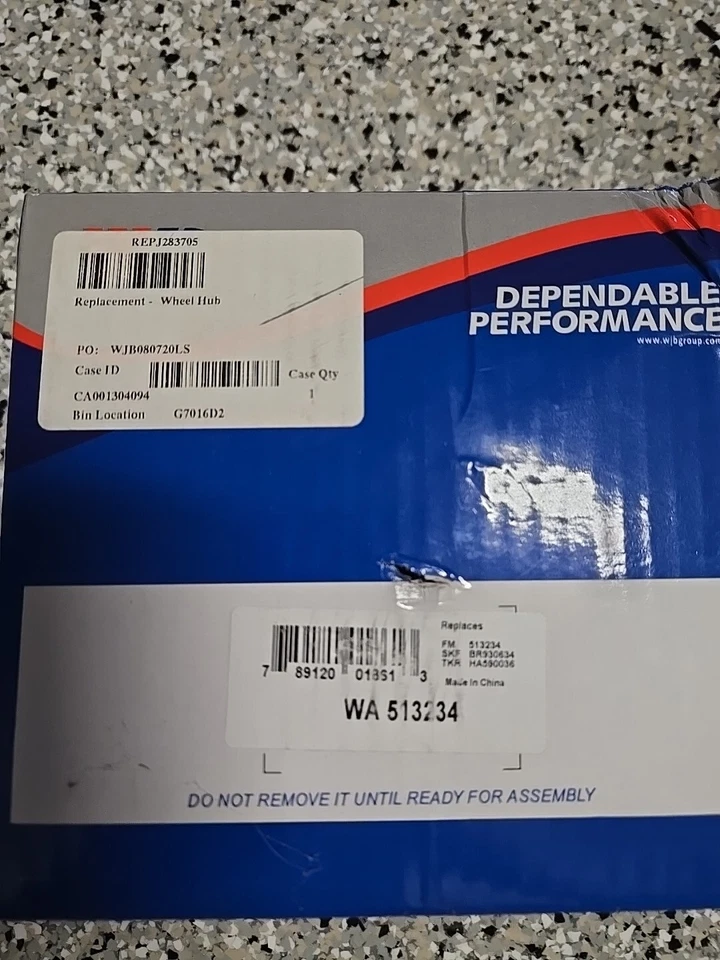 REPJ283705
Replacement - Wheel Hub
PO: WJB080720LS
Case ID
Case Qty
CA001304094
1
Bin Location G7016D2
DEPENDABLE
PERFORMANCE
www.wjbgroup.com
Replaces
FM. 513234
SKF BR930634
TKR HA590036
Made In China
7 89120 01861 3
WA 513234
DO NOT REMOVE IT UNTIL READY FOR ASSEMBLY